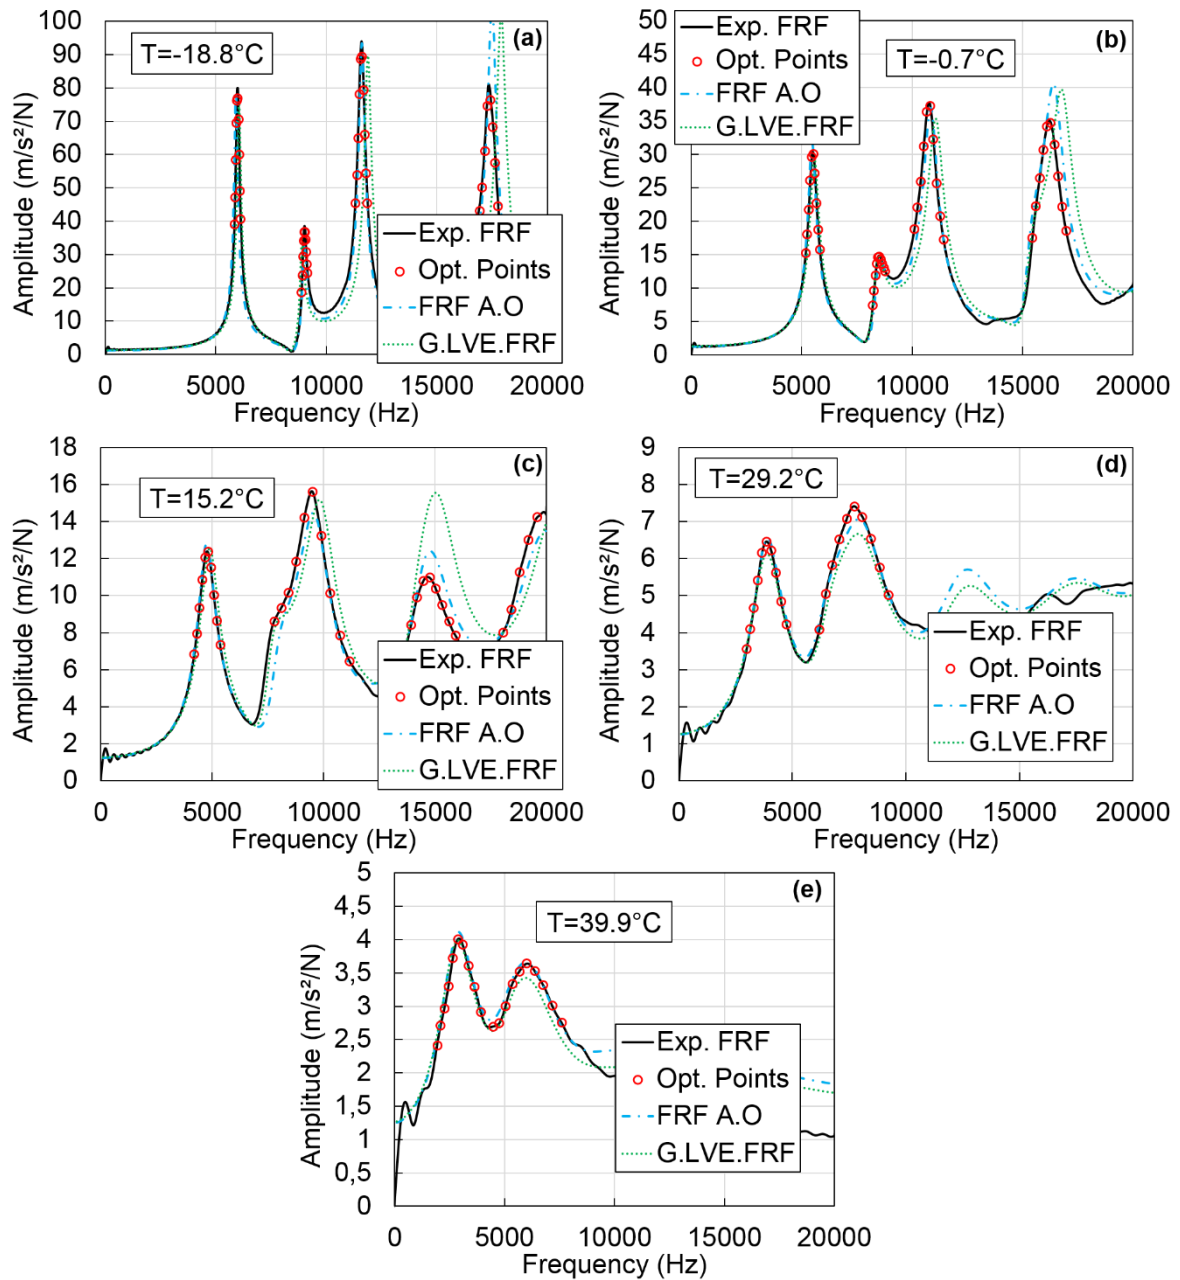 (a)
T=-18.8°C
Amplitude (m/s²/N)
100
90
80
70
60
50
40
30
20
10
0
0 5000 10000 15000 20000
Frequency (Hz)
Exp. FRF
Opt. Points
FRF A.O
G.LVE.FRF
(b)
T=-0.7°C
Amplitude (m/s²/N)
50
45
40
35
30
25
20
15
10
5
0
0 5000 10000 15000 20000
Frequency (Hz)
Exp. FRF
Opt. Points
FRF A.O
G.LVE.FRF
(c)
T=15.2°C
Amplitude (m/s²/N)
18
16
14
12
10
8
6
4
2
0
0 5000 10000 15000 20000
Frequency (Hz)
Exp. FRF
Opt. Points
FRF A.O
G.LVE.FRF
(d)
T=29.2°C
Amplitude (m/s²/N)
9
8
7
6
5
4
3
2
1
0
0 5000 10000 15000 20000
Frequency (Hz)
Exp. FRF
Opt. Points
FRF A.O
G.LVE.FRF
(e)
T=39.9°C
Amplitude (m/s²/N)
5
4,5
4
3,5
3
2,5
2
1,5
1
0,5
0
0 5000 10000 15000 20000
Frequency (Hz)
Exp. FRF
Opt. Points
FRF A.O
G.LVE.FRF